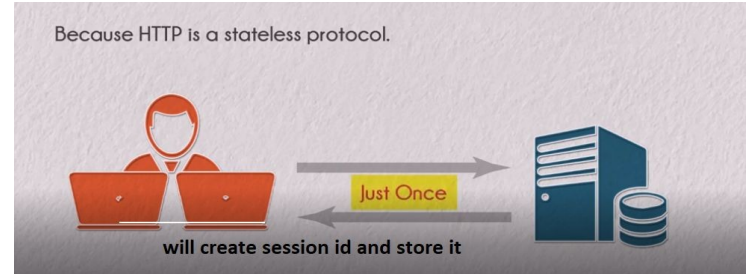 Because HTTP is a stateless protocol.
Just Once
will create session id and store it